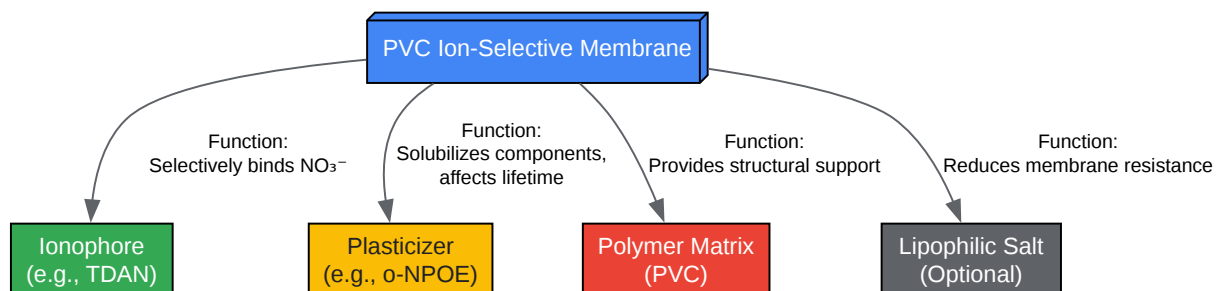 PVC Ion-Selective Membrane
Function:
Selectively binds NO₃⁻
Function:
Solubilizes components,
affects lifetime
Function:
Provides structural support
Function:
Reduces membrane resistance
Ionophore
(e.g., TDAN)
Plasticizer
(e.g., o-NPOE)
Polymer Matrix
(PVC)
Lipophilic Salt
(Optional)